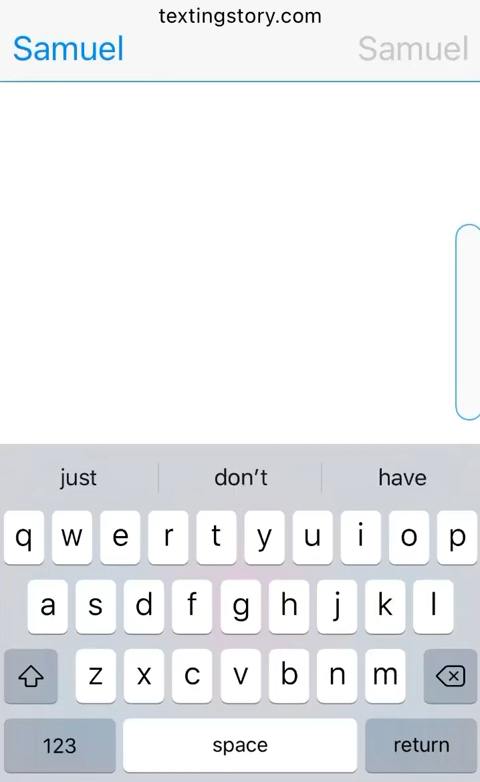 textingstory.com
Samuel Samuel
just don't have
q w e r t y u i o p
a s d f g h j k l
z x c v b n m
123 space return